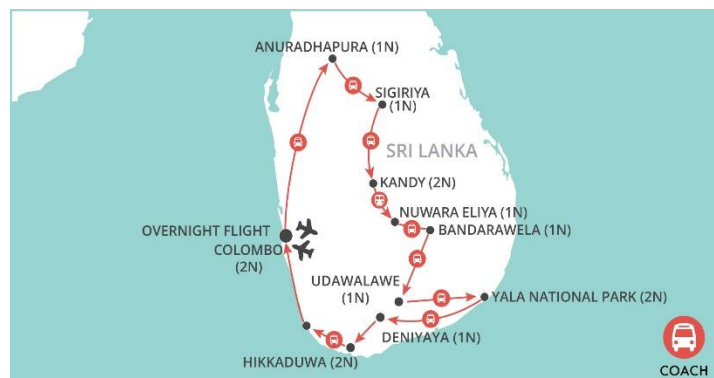 ANURADHAPURA (1N)
SIGIRIYA
(1N)
SRI LANKA
KANDY (2N)
NUWARA ELIYA (1N)
BANDARAWELA (1N)
OVERNIGHT FLIGHT
COLOMBO
(2N)
UDAWALAWE
(1N)
YALA NATIONAL PARK (2N)
DENIYAYA (1N)
HIKKADUWA (2N)
COACH